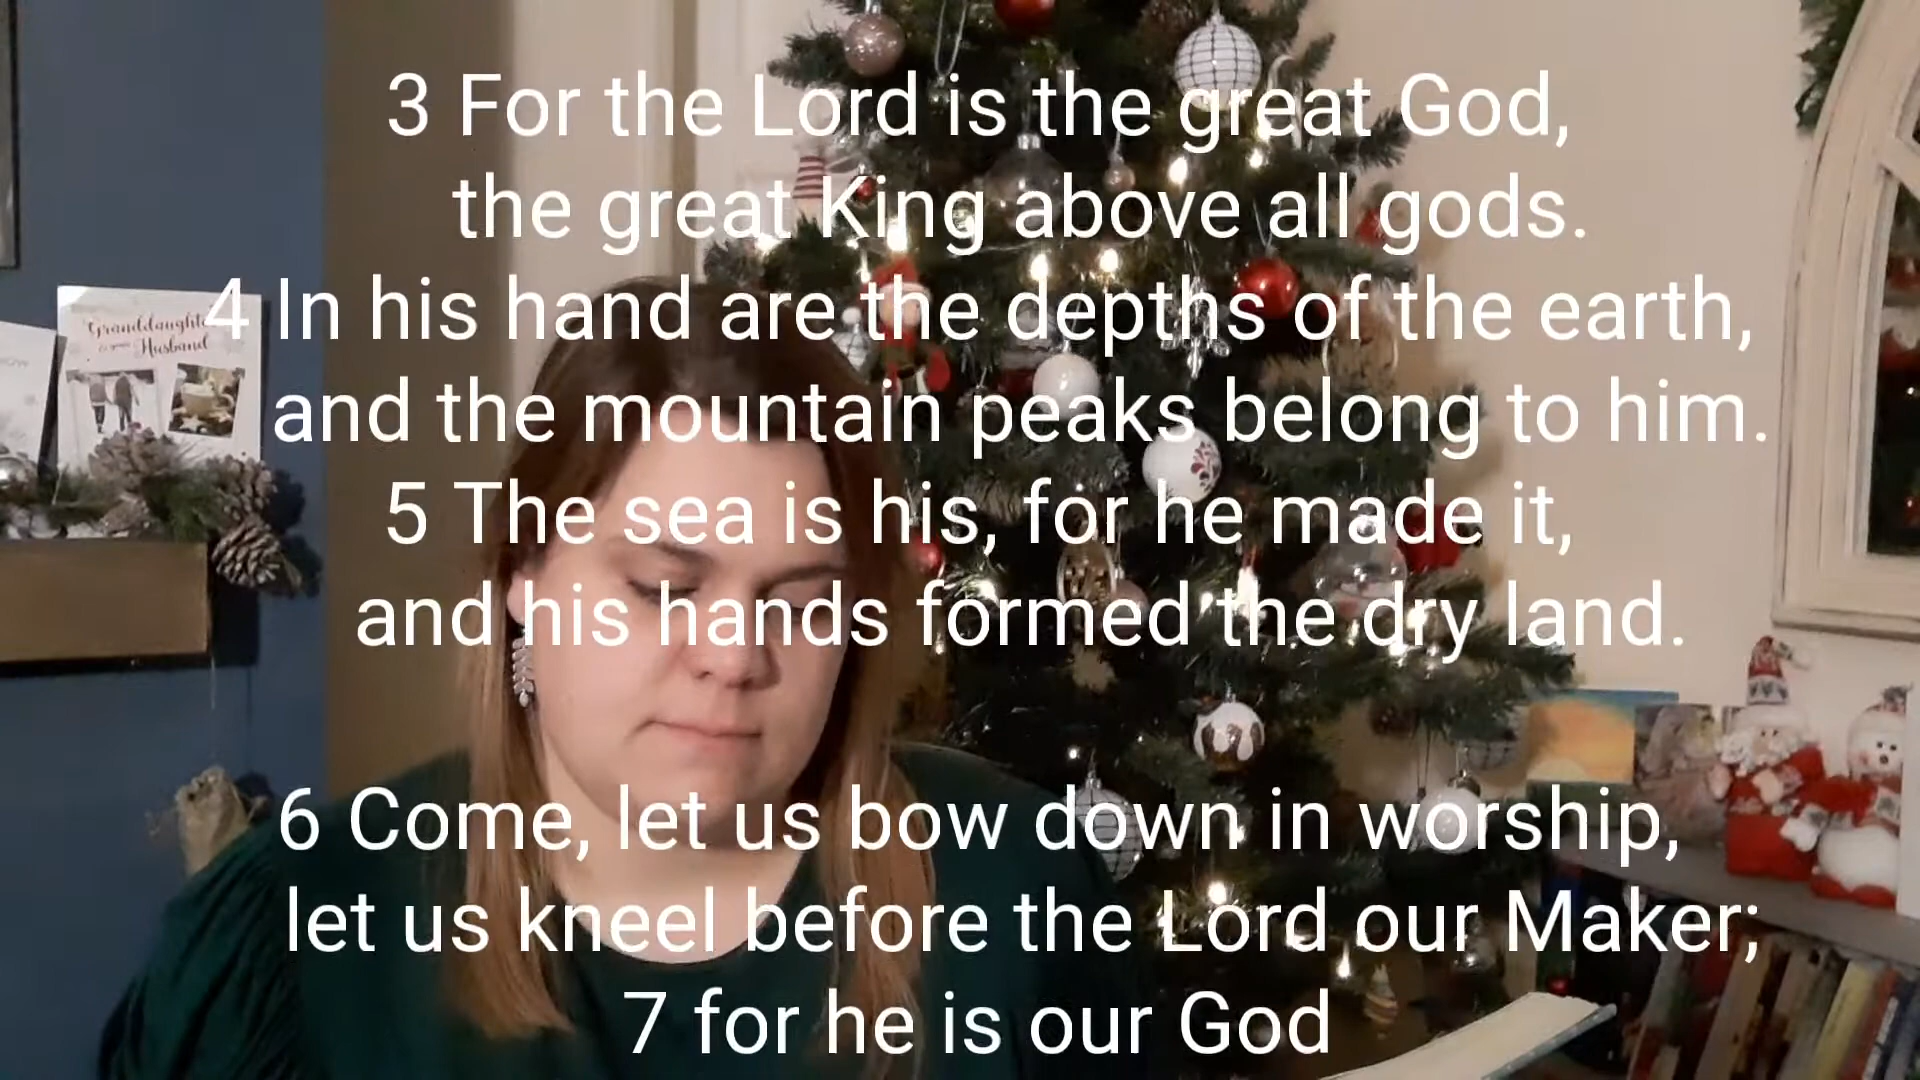 3 For the Lord is the great God,
the great King above all gods.
4 In his hand are the depths of the earth,
and the mountain peaks belong to him.
5 The sea is his, for he made it,
and his hands formed the dry land.
6 Come, let us bow down in worship,
let us kneel before the Lord our Maker;
7 for he is our God
Husband